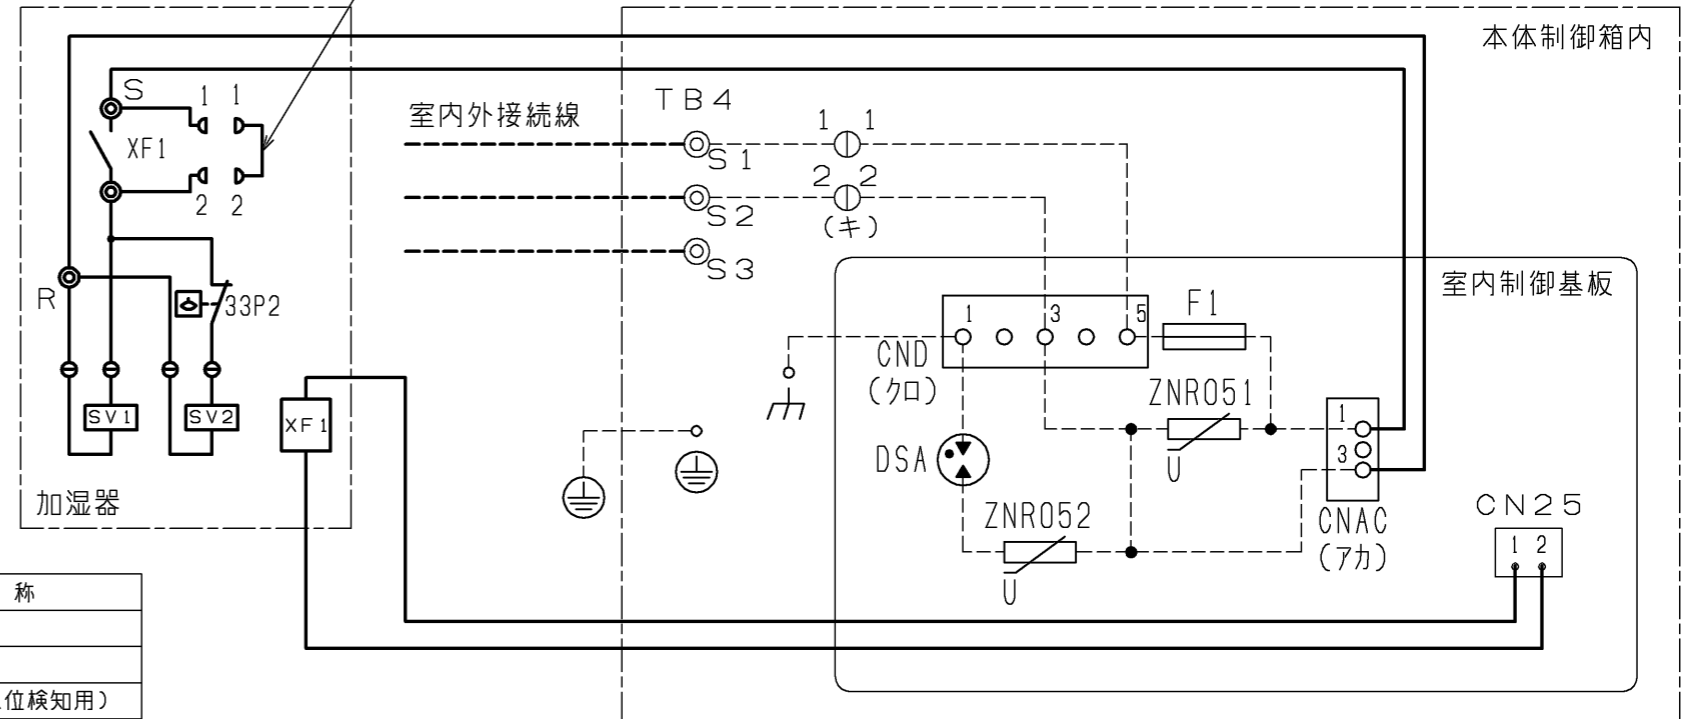 本体制御箱内
S
1 1
XF1
2 2
R
33P2
SV1
SV2
XF1
加湿器
室内外接続線
TB4
1 1
S1
2 2
S2
(キ)
S3
室内制御基板
1 3 5
F1
CND
(クロ)
ZNR051
U
DSA
ZNR052
U
1
3
CNAC
(アカ)
CN25
1 2
称
位検知用)